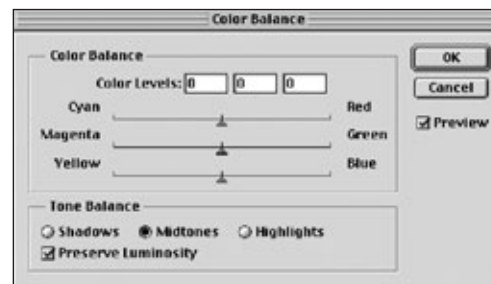 Color Balance
Color Balance
Color Levels: 0 0 0
Cyan Red
Magenta Green
Yellow Blue
Tone Balance
Shadows Midtones Highlights
Preserve Luminosity
OK
Cancel
Preview